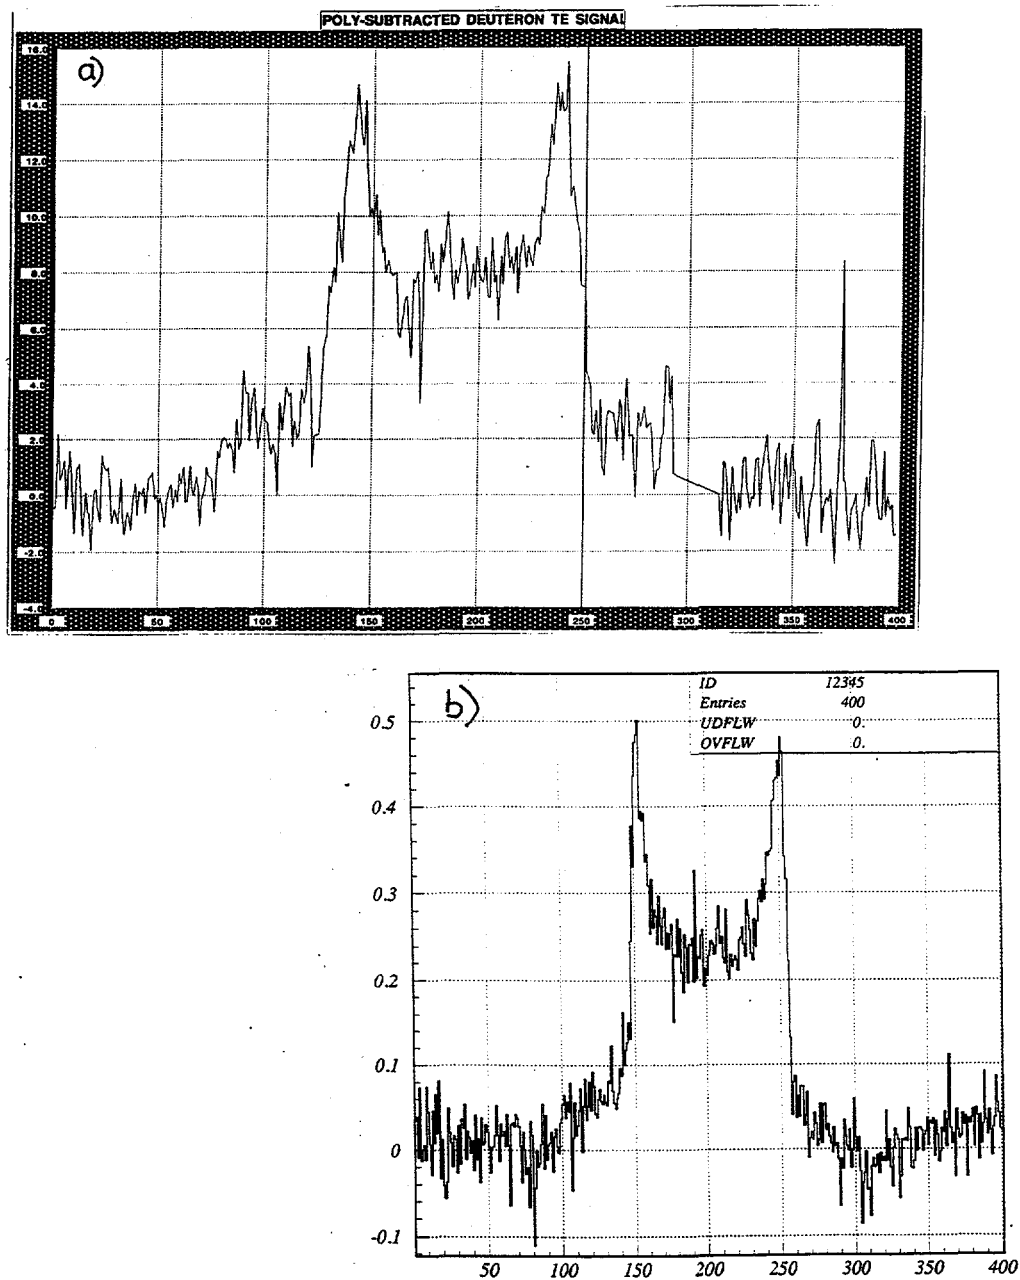 POLY-SUBTRACTED DEUTERON TE SIGNAL
a)
16.0
14.0
12.0
10.0
8.0
6.0
4.0
2.0
0.0
-2.0
-4.0
0 50 100 150 200 250 300 350 400
b)
ID 12345
Entries 400
UDFLW 0.
OVFLW 0.
0.5
0.4
0.3
0.2
0.1
0
-0.1
50 100 150 200 250 300 350 400